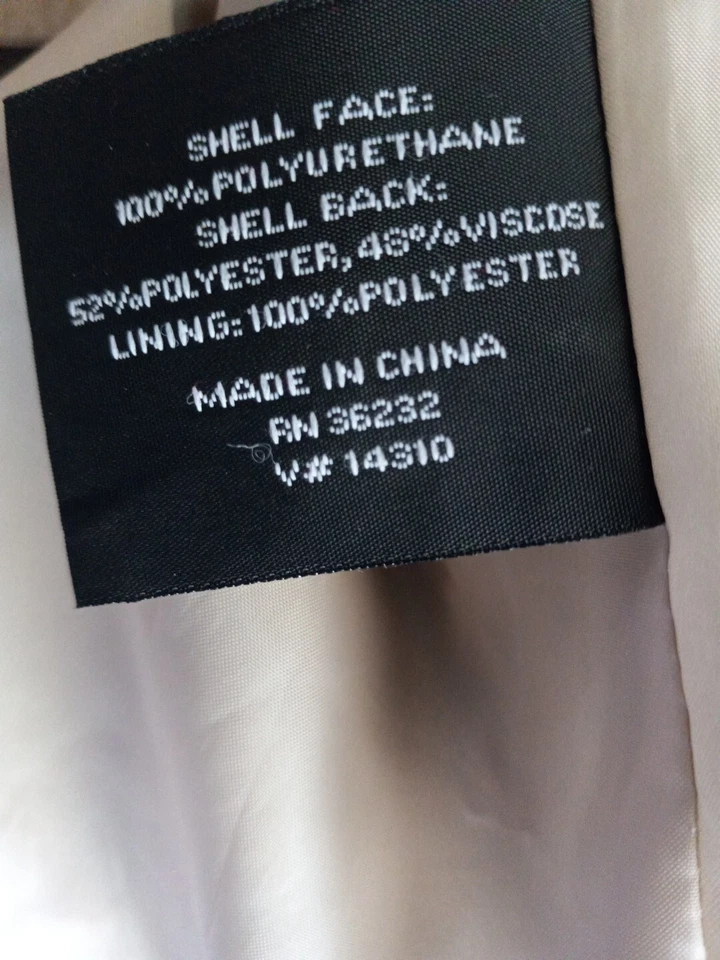 SHELL FACE:
100%POLYURETHANE
SHELL BACK:
52%POLYESTER, 48%VISCOSE
LINING:100%POLYESTER
MADE IN CHINA
RN 36232
V# 14310